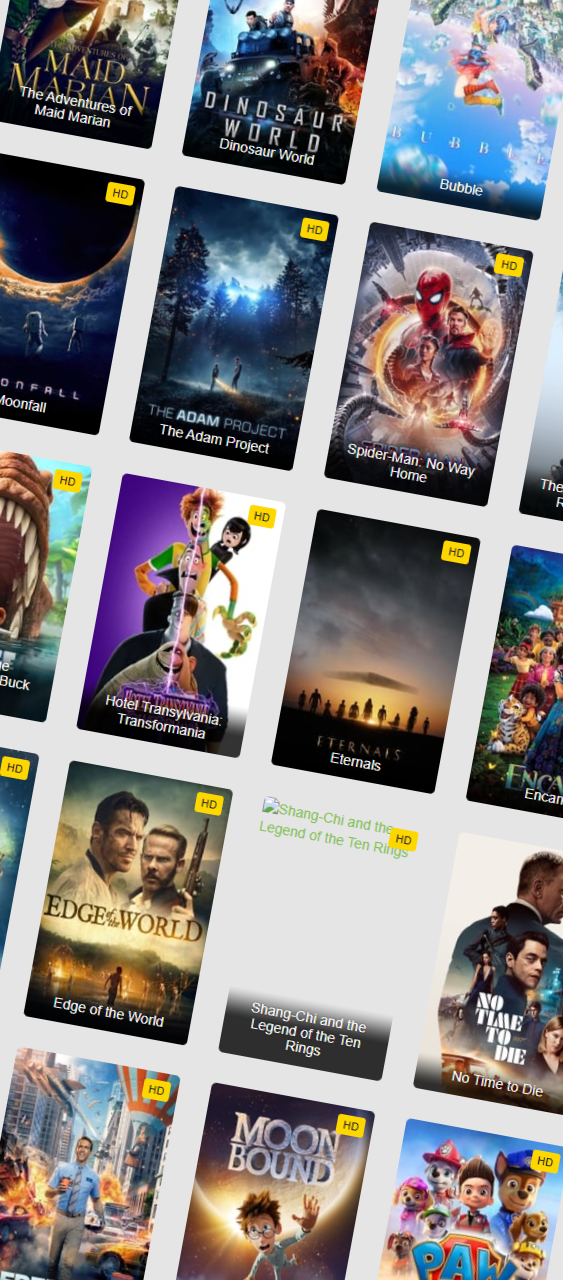 MAID
MARIAN
The Adventures of
Maid Marian
DINOSAUR
WORLD
Dinosaur World
BUBBLE
Bubble
HD
ONFALL
Moonfall
HD
THE ADAM PROJECT
The Adam Project
HD
Spider-Man: No Way
Home
The
R
HD
Buck
HD
HOTEL TRANSYLVANIA
Hotel Transylvania:
Transformania
HD
ETERNALS
Eternals
ENCA
Encan
HD
HD
EDGE of the WORLD
Edge of the World
Shang-Chi and the
Legend of the Ten Rings
HD
Shang-Chi and the
Legend of the Ten
Rings
NO
TIME
TO
DIE
No Time to Die
HD
HD
MOON
BOUND
HD
PAW